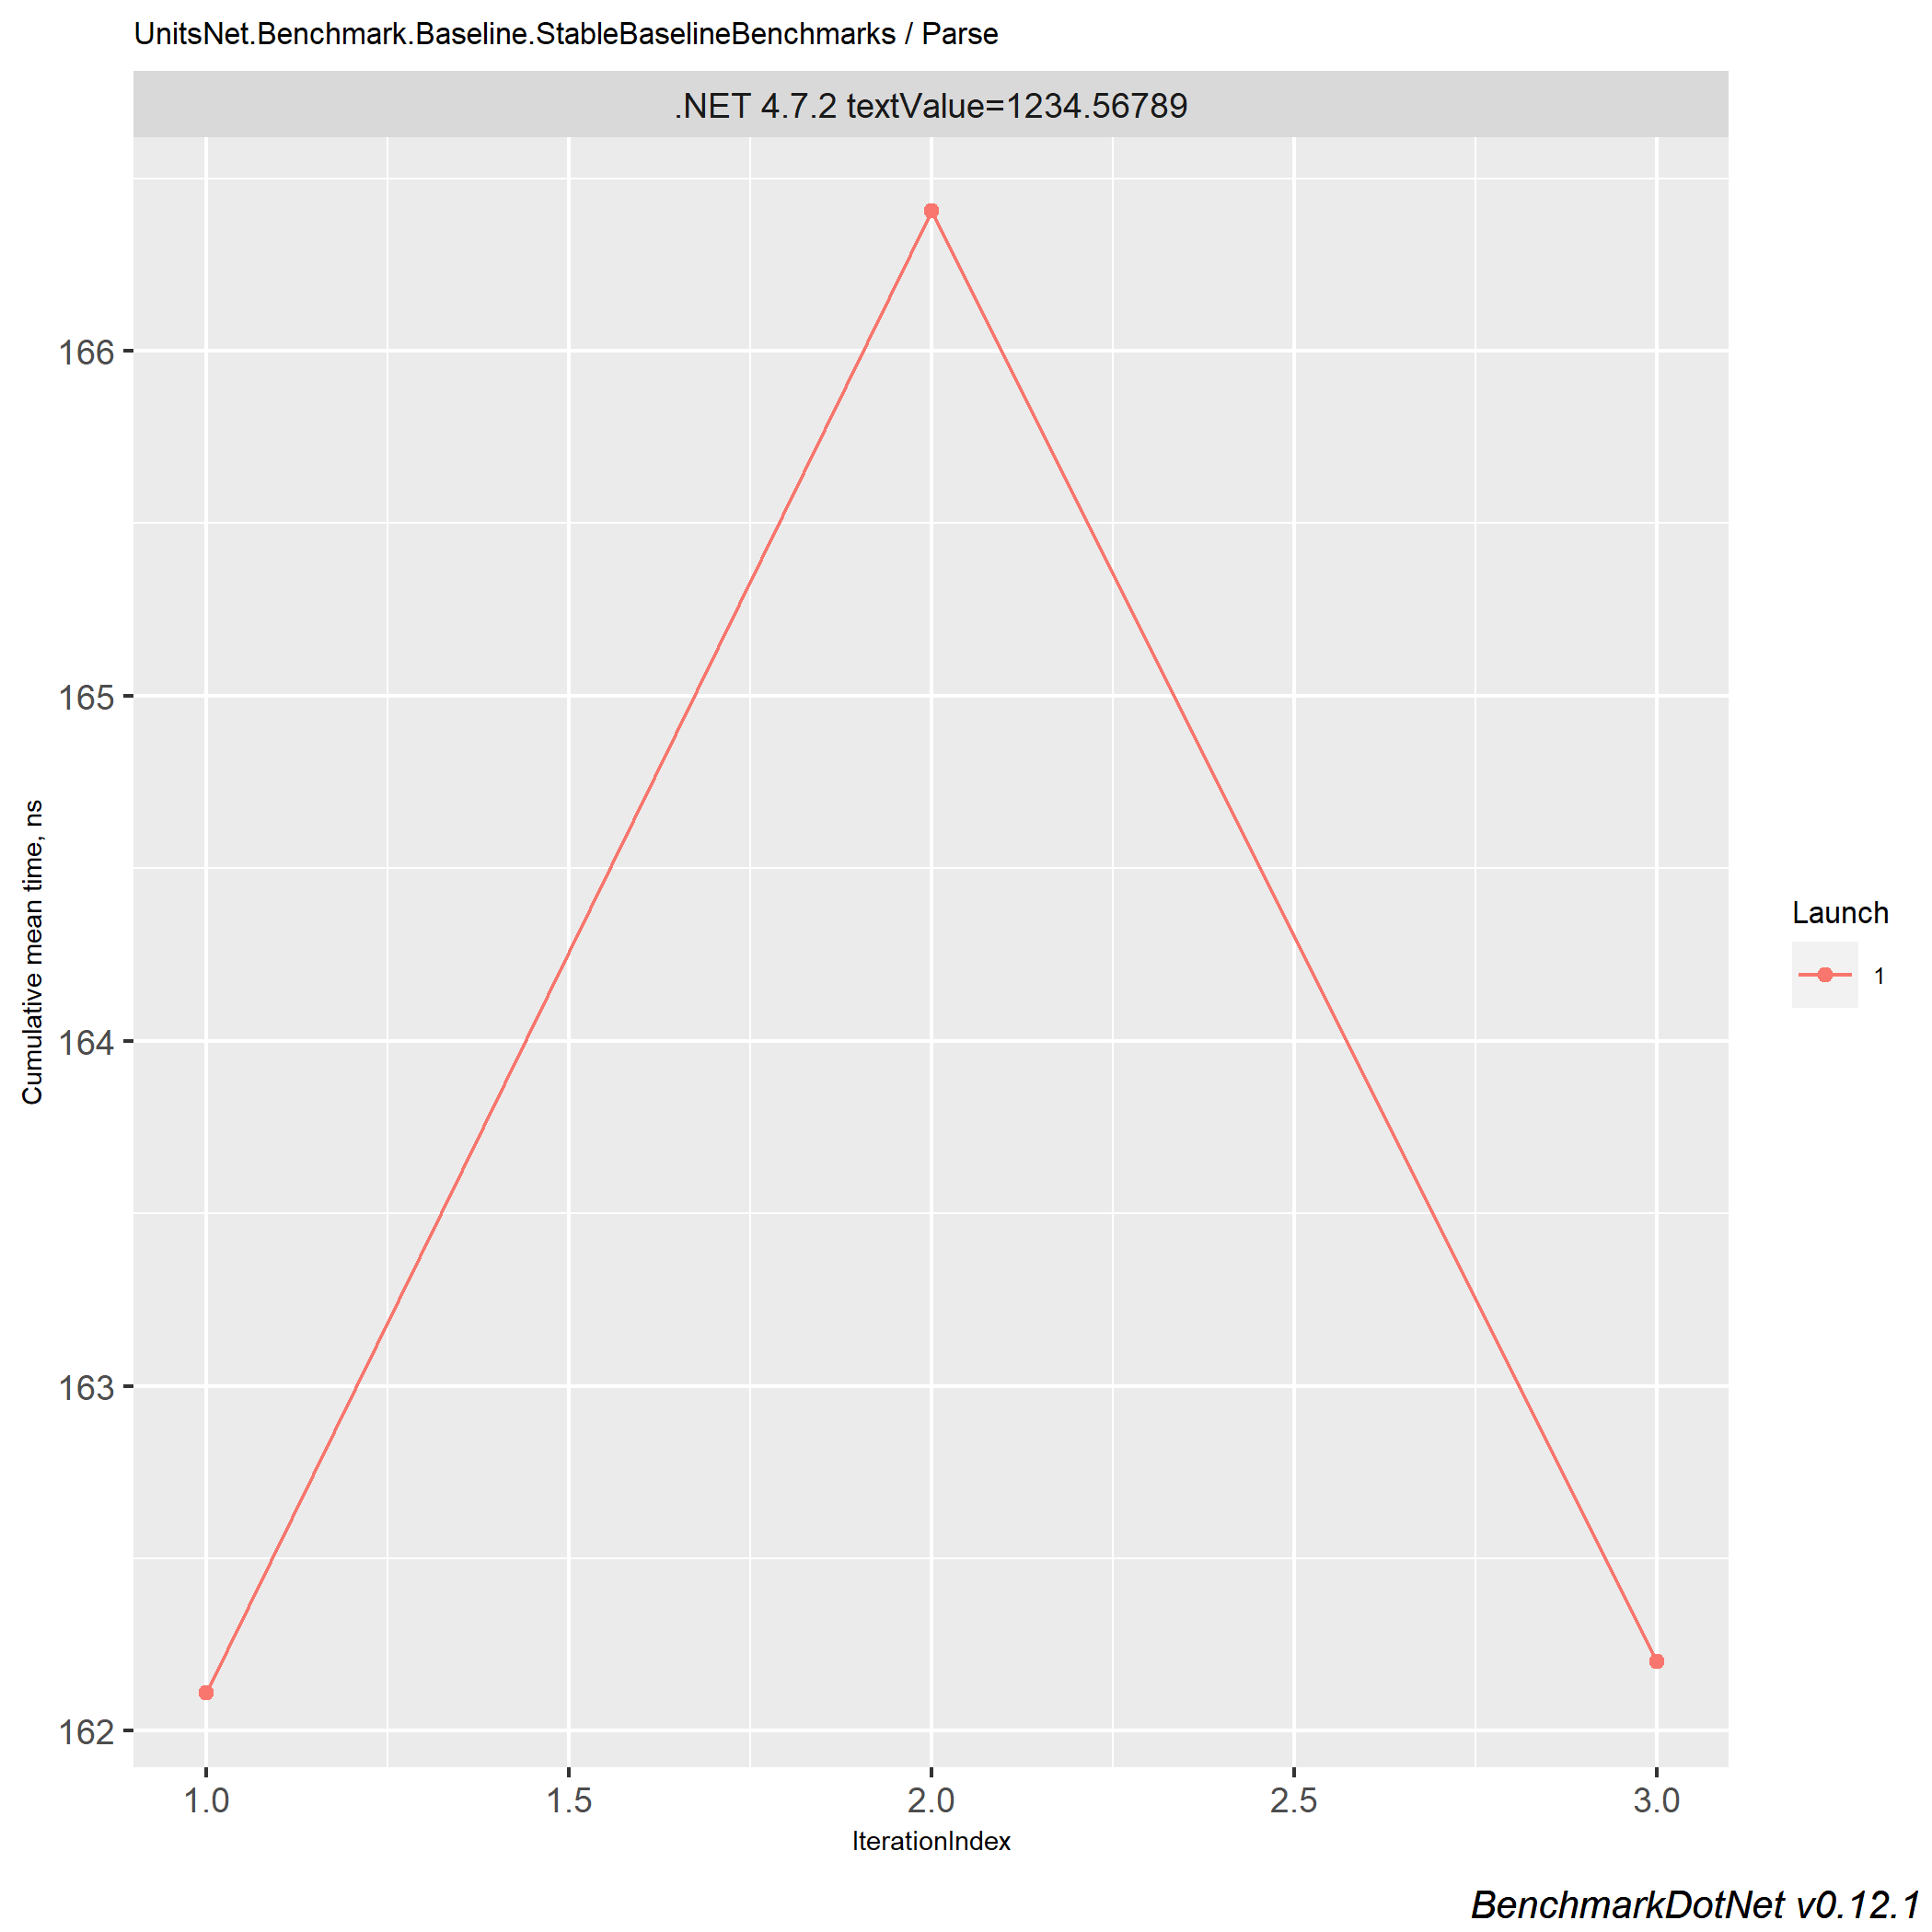 UnitsNet.Benchmark.Baseline.StableBaselineBenchmarks / Parse
.NET 4.7.2 textValue=1234.56789
Cumulative mean time, ns
166
165
164
163
162
1.0 1.5 2.0 2.5 3.0
IterationIndex
Launch
1
BenchmarkDotNet v0.12.1